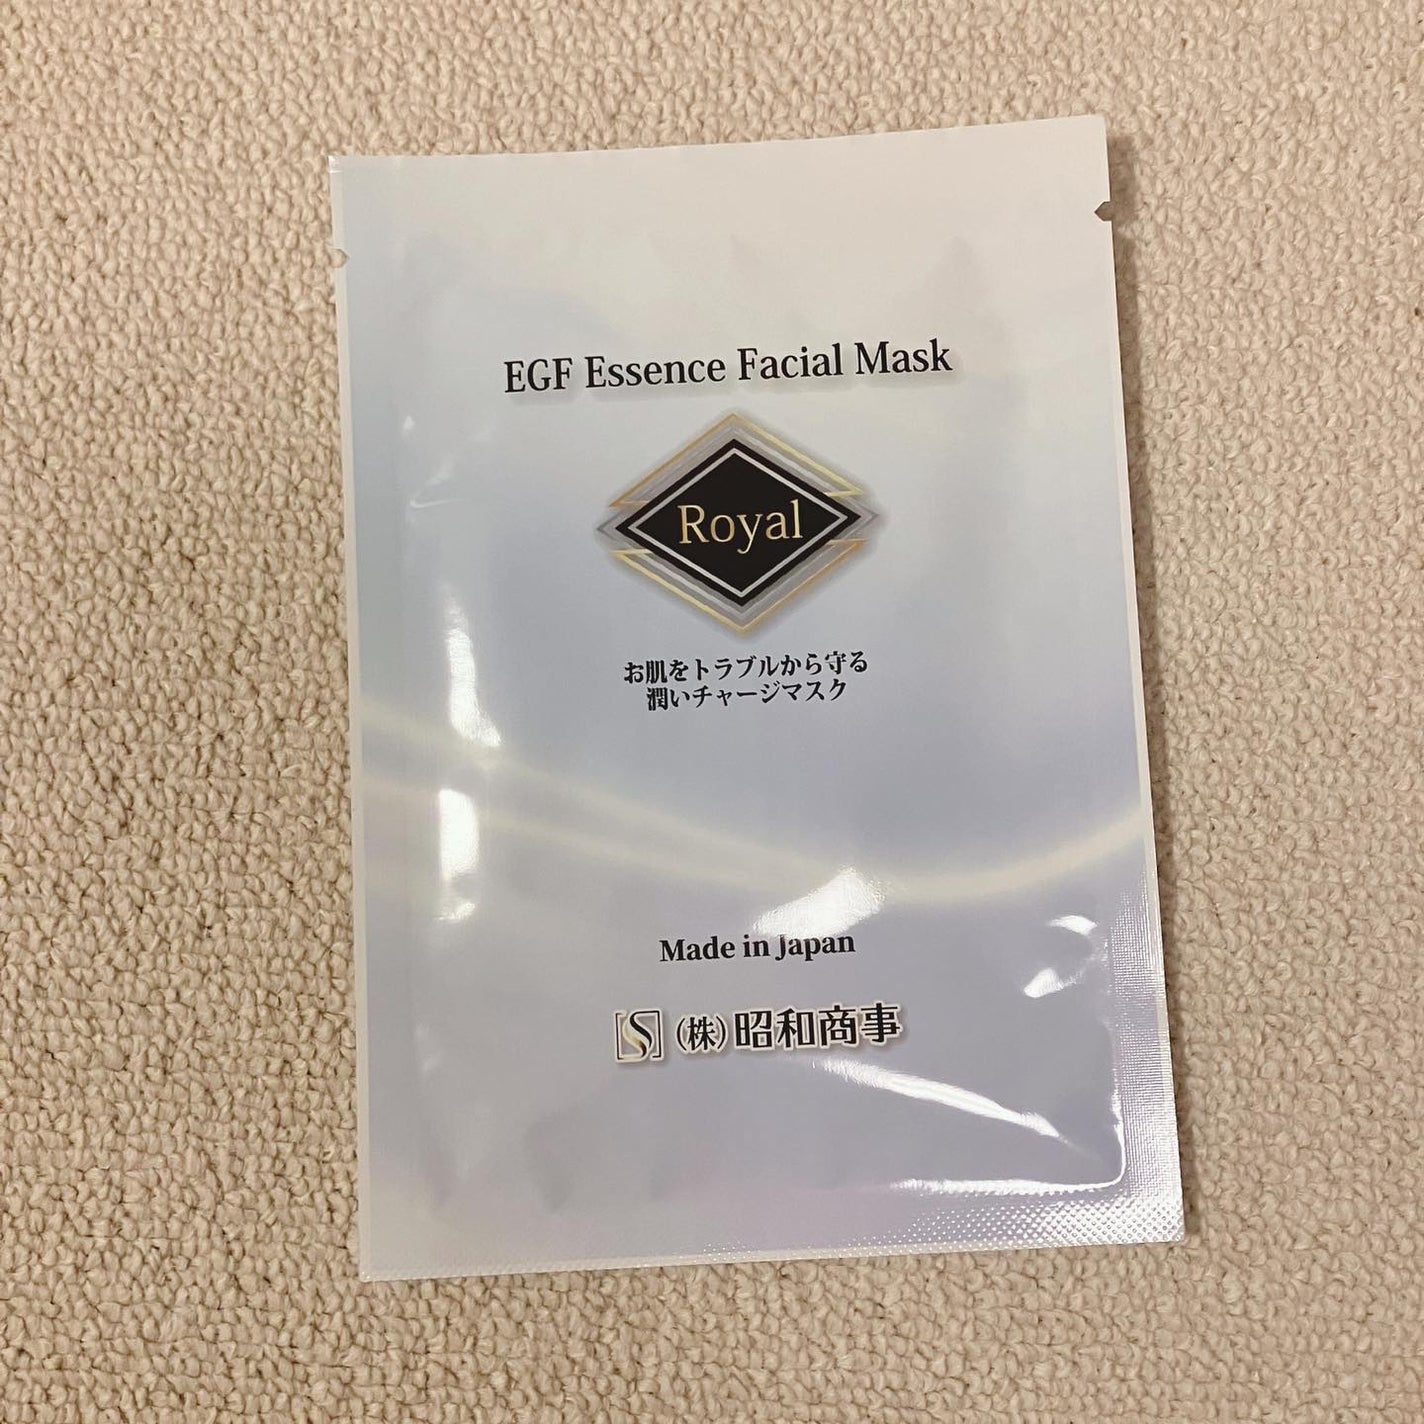 EGF Essence Facial Mask
Royal
お肌をトラブルから守る
潤いチャージマスク
Made in Japan
[S] (株)昭和商事